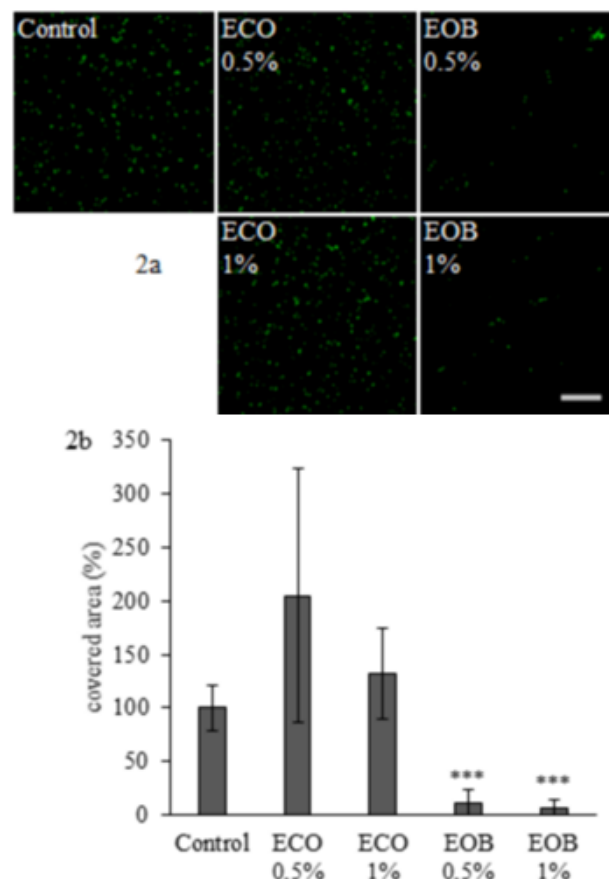 Control
ECO
0.5%
EOB
0.5%
2a
ECO
1%
EOB
1%
2b
covered area (%)
350
300
250
200
150
100
50
0
***
***
Control
ECO
0.5%
ECO
1%
EOB
0.5%
EOB
1%